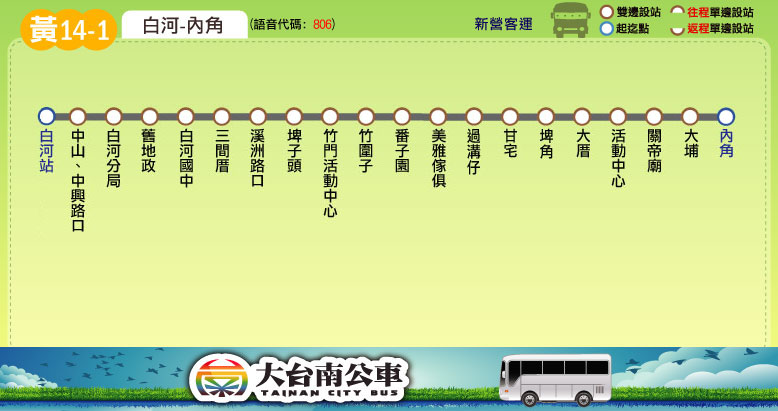 黃14-1
白河-內角
(語音代碼: 806)
新營客運
雙邊設站
往程單邊設站
起迄點
返程單邊設站
白河站
中山、中興路口
白河分局
舊地政
白河國中
三間厝
溪洲路口
埤子頭
竹門活動中心
竹圍子
番子園
美雅傢俱
過溝仔
甘宅
埤角
大厝
活動中心
關帝廟
大埔
內角
大台南公車
TAINAN CITY BUS